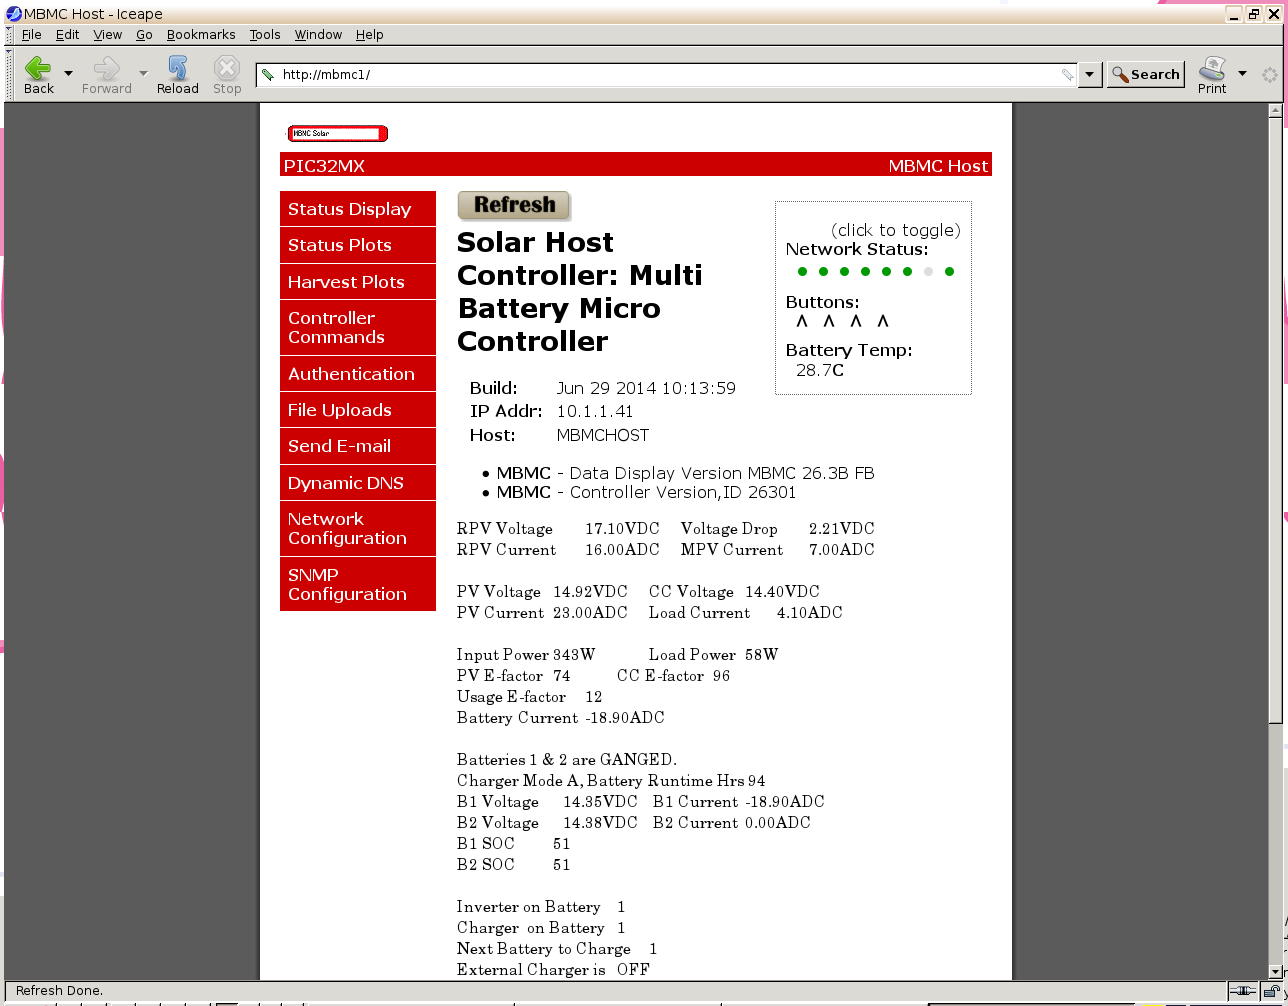 MBMC Host - Iceape
File Edit View Go Bookmarks Tools Window Help
Back Forward Reload Stop http://mbmc1/ Search Print
MBMC Solar
PIC32MX MBMC Host
Status Display
Status Plots
Harvest Plots
Controller
Commands
Authentication
File Uploads
Send E-mail
Dynamic DNS
Network
Configuration
SNMP
Configuration
Refresh
Solar Host
Controller: Multi
Battery Micro
Controller
(click to toggle)
Network Status:
Buttons:
Λ Λ Λ Λ
Battery Temp:
28.7C
Build: Jun 29 2014 10:13:59
IP Addr: 10.1.1.41
Host: MBMCHOST
• MBMC - Data Display Version MBMC 26.3B FB
• MBMC - Controller Version,ID 26301
RPV Voltage 17.10VDC Voltage Drop 2.21VDC
RPV Current 16.00ADC MPV Current 7.00ADC
PV Voltage 14.92VDC CC Voltage 14.40VDC
PV Current 23.00ADC Load Current 4.10ADC
Input Power 343W Load Power 58W
PV E-factor 74 CC E-factor 96
Usage E-factor 12
Battery Current -18.90ADC
Batteries 1 & 2 are GANGED.
Charger Mode A, Battery Runtime Hrs 94
B1 Voltage 14.35VDC B1 Current -18.90ADC
B2 Voltage 14.38VDC B2 Current 0.00ADC
B1 SOC 51
B2 SOC 51
Inverter on Battery 1
Charger on Battery 1
Next Battery to Charge 1
External Charger is OFF
Refresh Done.